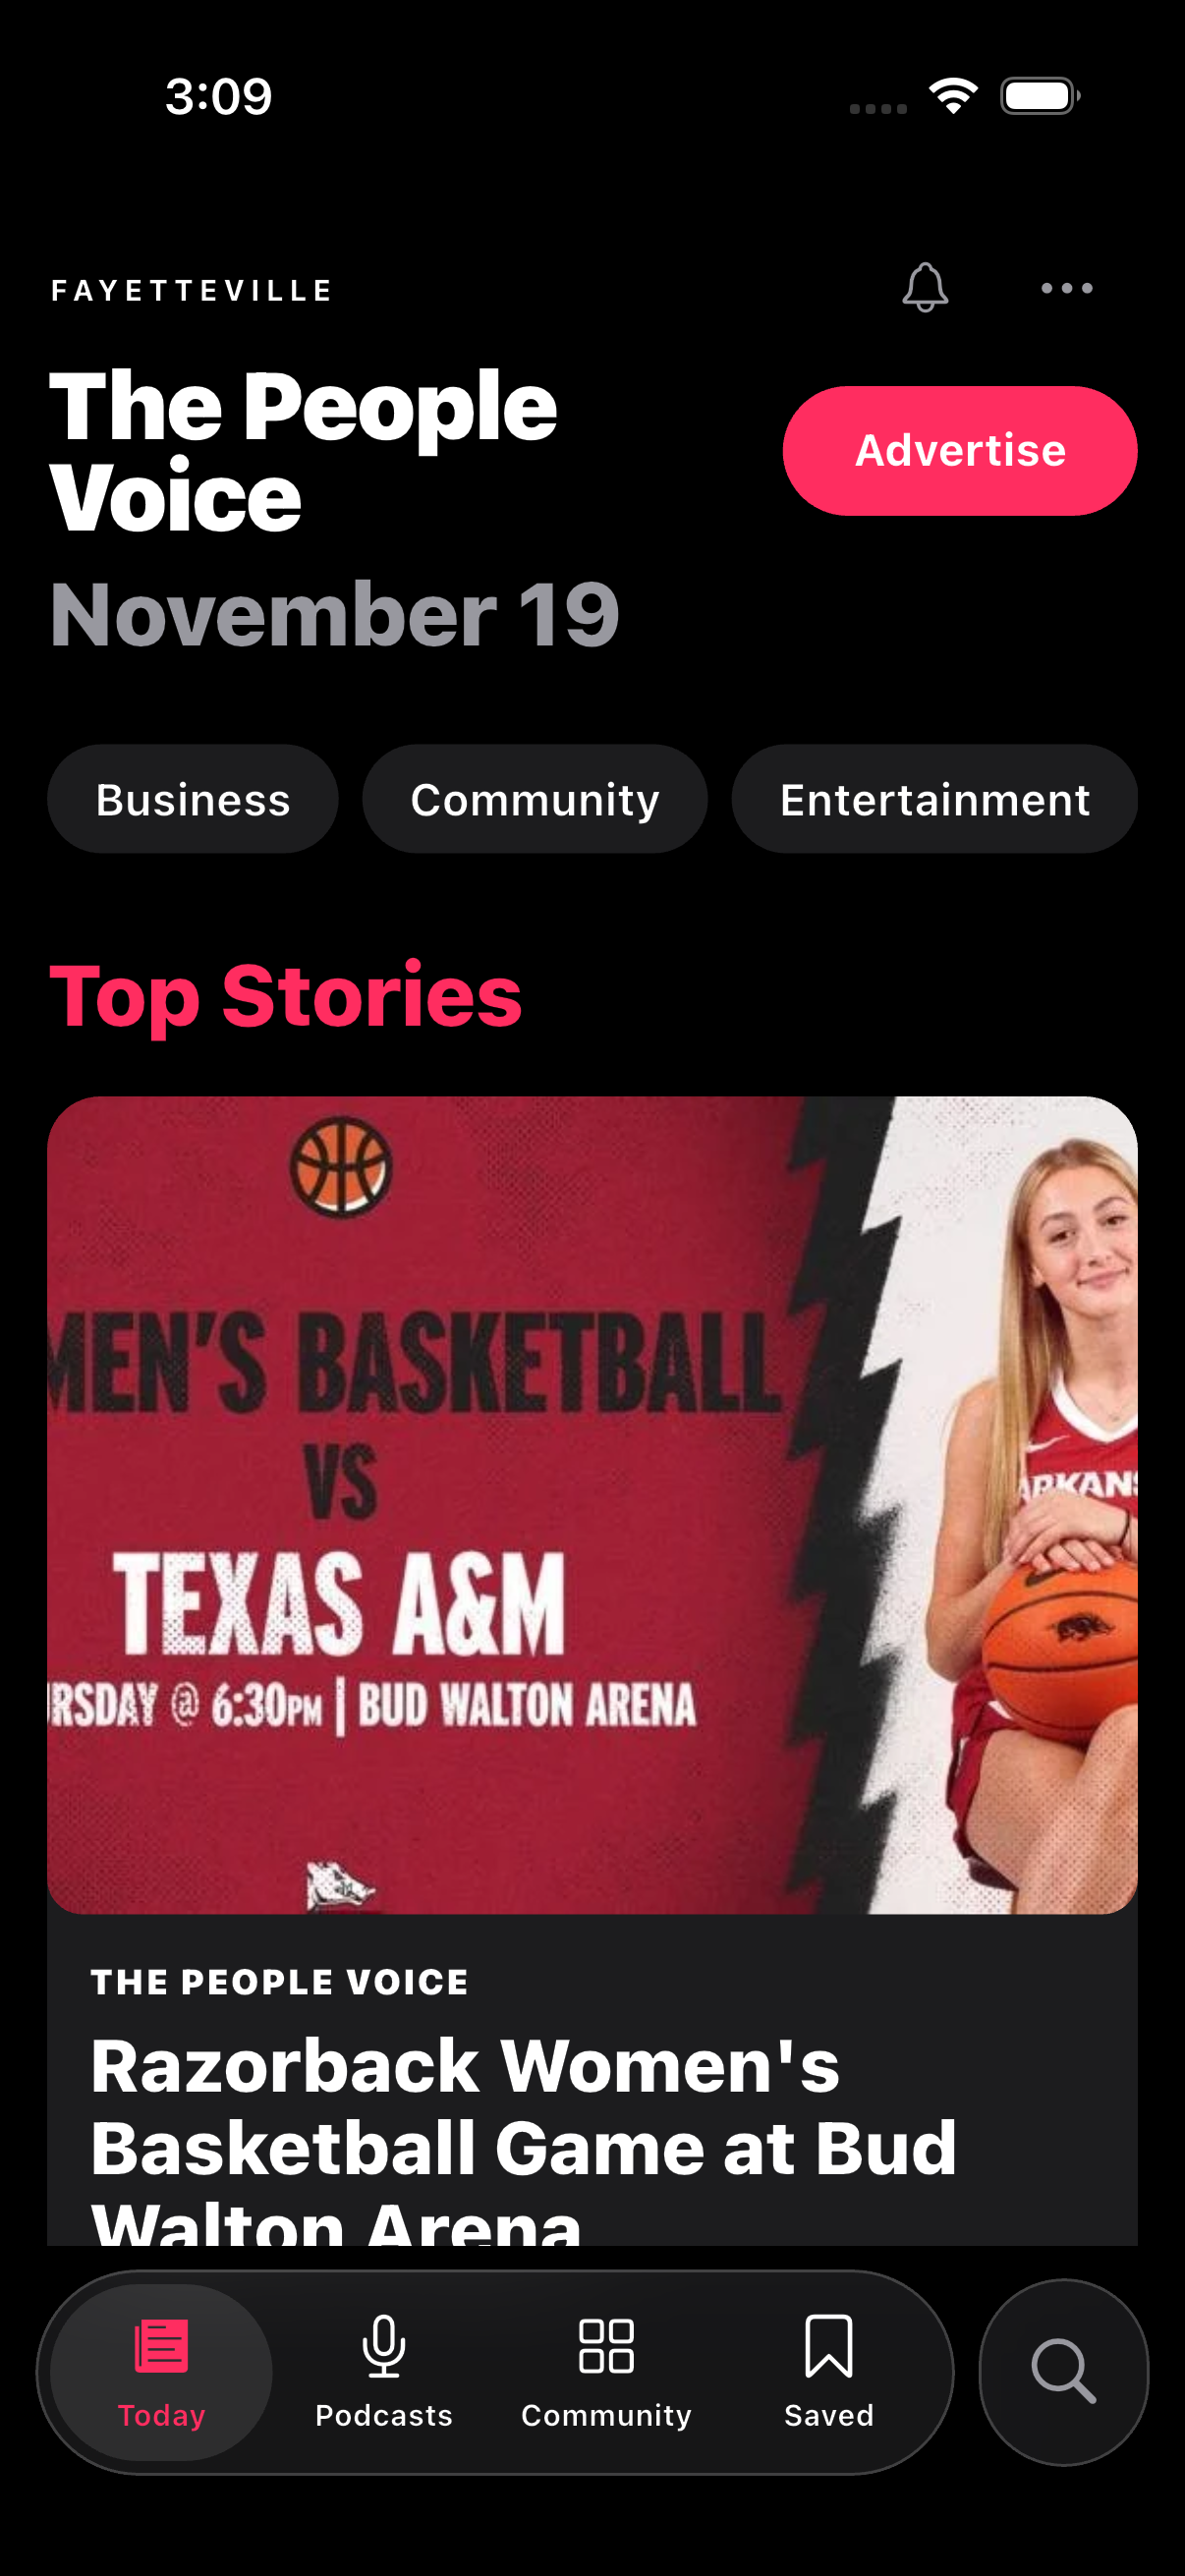 3:09
FAYETTEVILLE
The People
Voice
Advertise
November 19
Business
Community
Entertainment
Top Stories
MEN'S BASKETBALL
VS
TEXAS A&M
RSDAY @ 6:30PM | BUD WALTON ARENA
ARKANS
THE PEOPLE VOICE
Razorback Women's
Basketball Game at Bud
Walton Arena
Today
Podcasts
Community
Saved